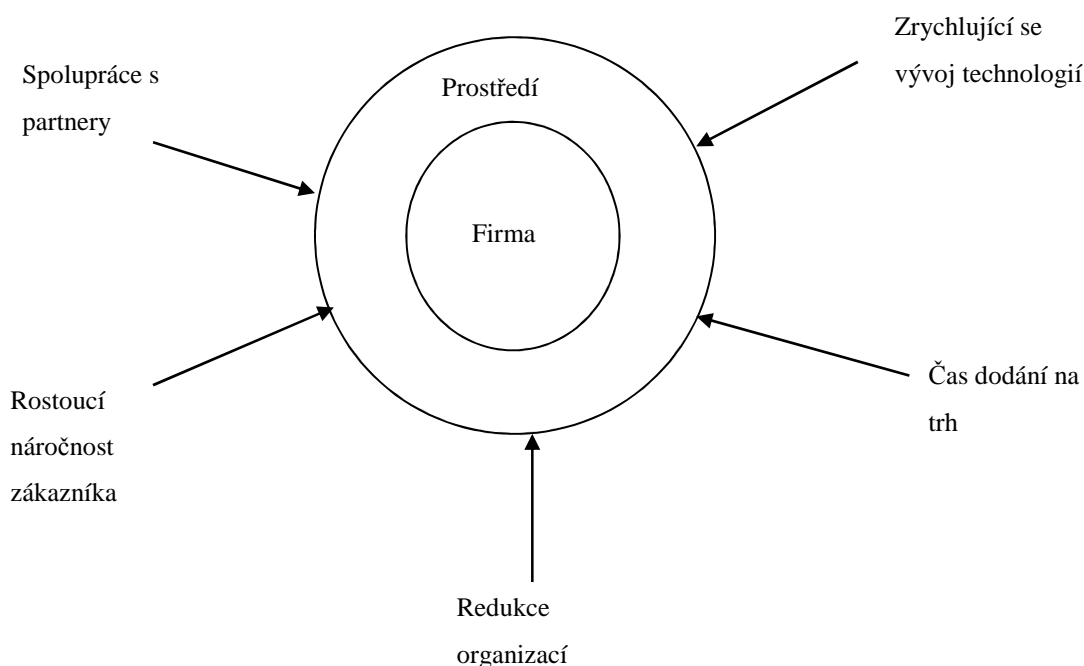 Zrychlující se
vývoj technologií
Spolupráce s
partnery
Prostředí
Firma
Čas dodání na
trh
Rostoucí
náročnost
zákazníka
Redukce
organizací